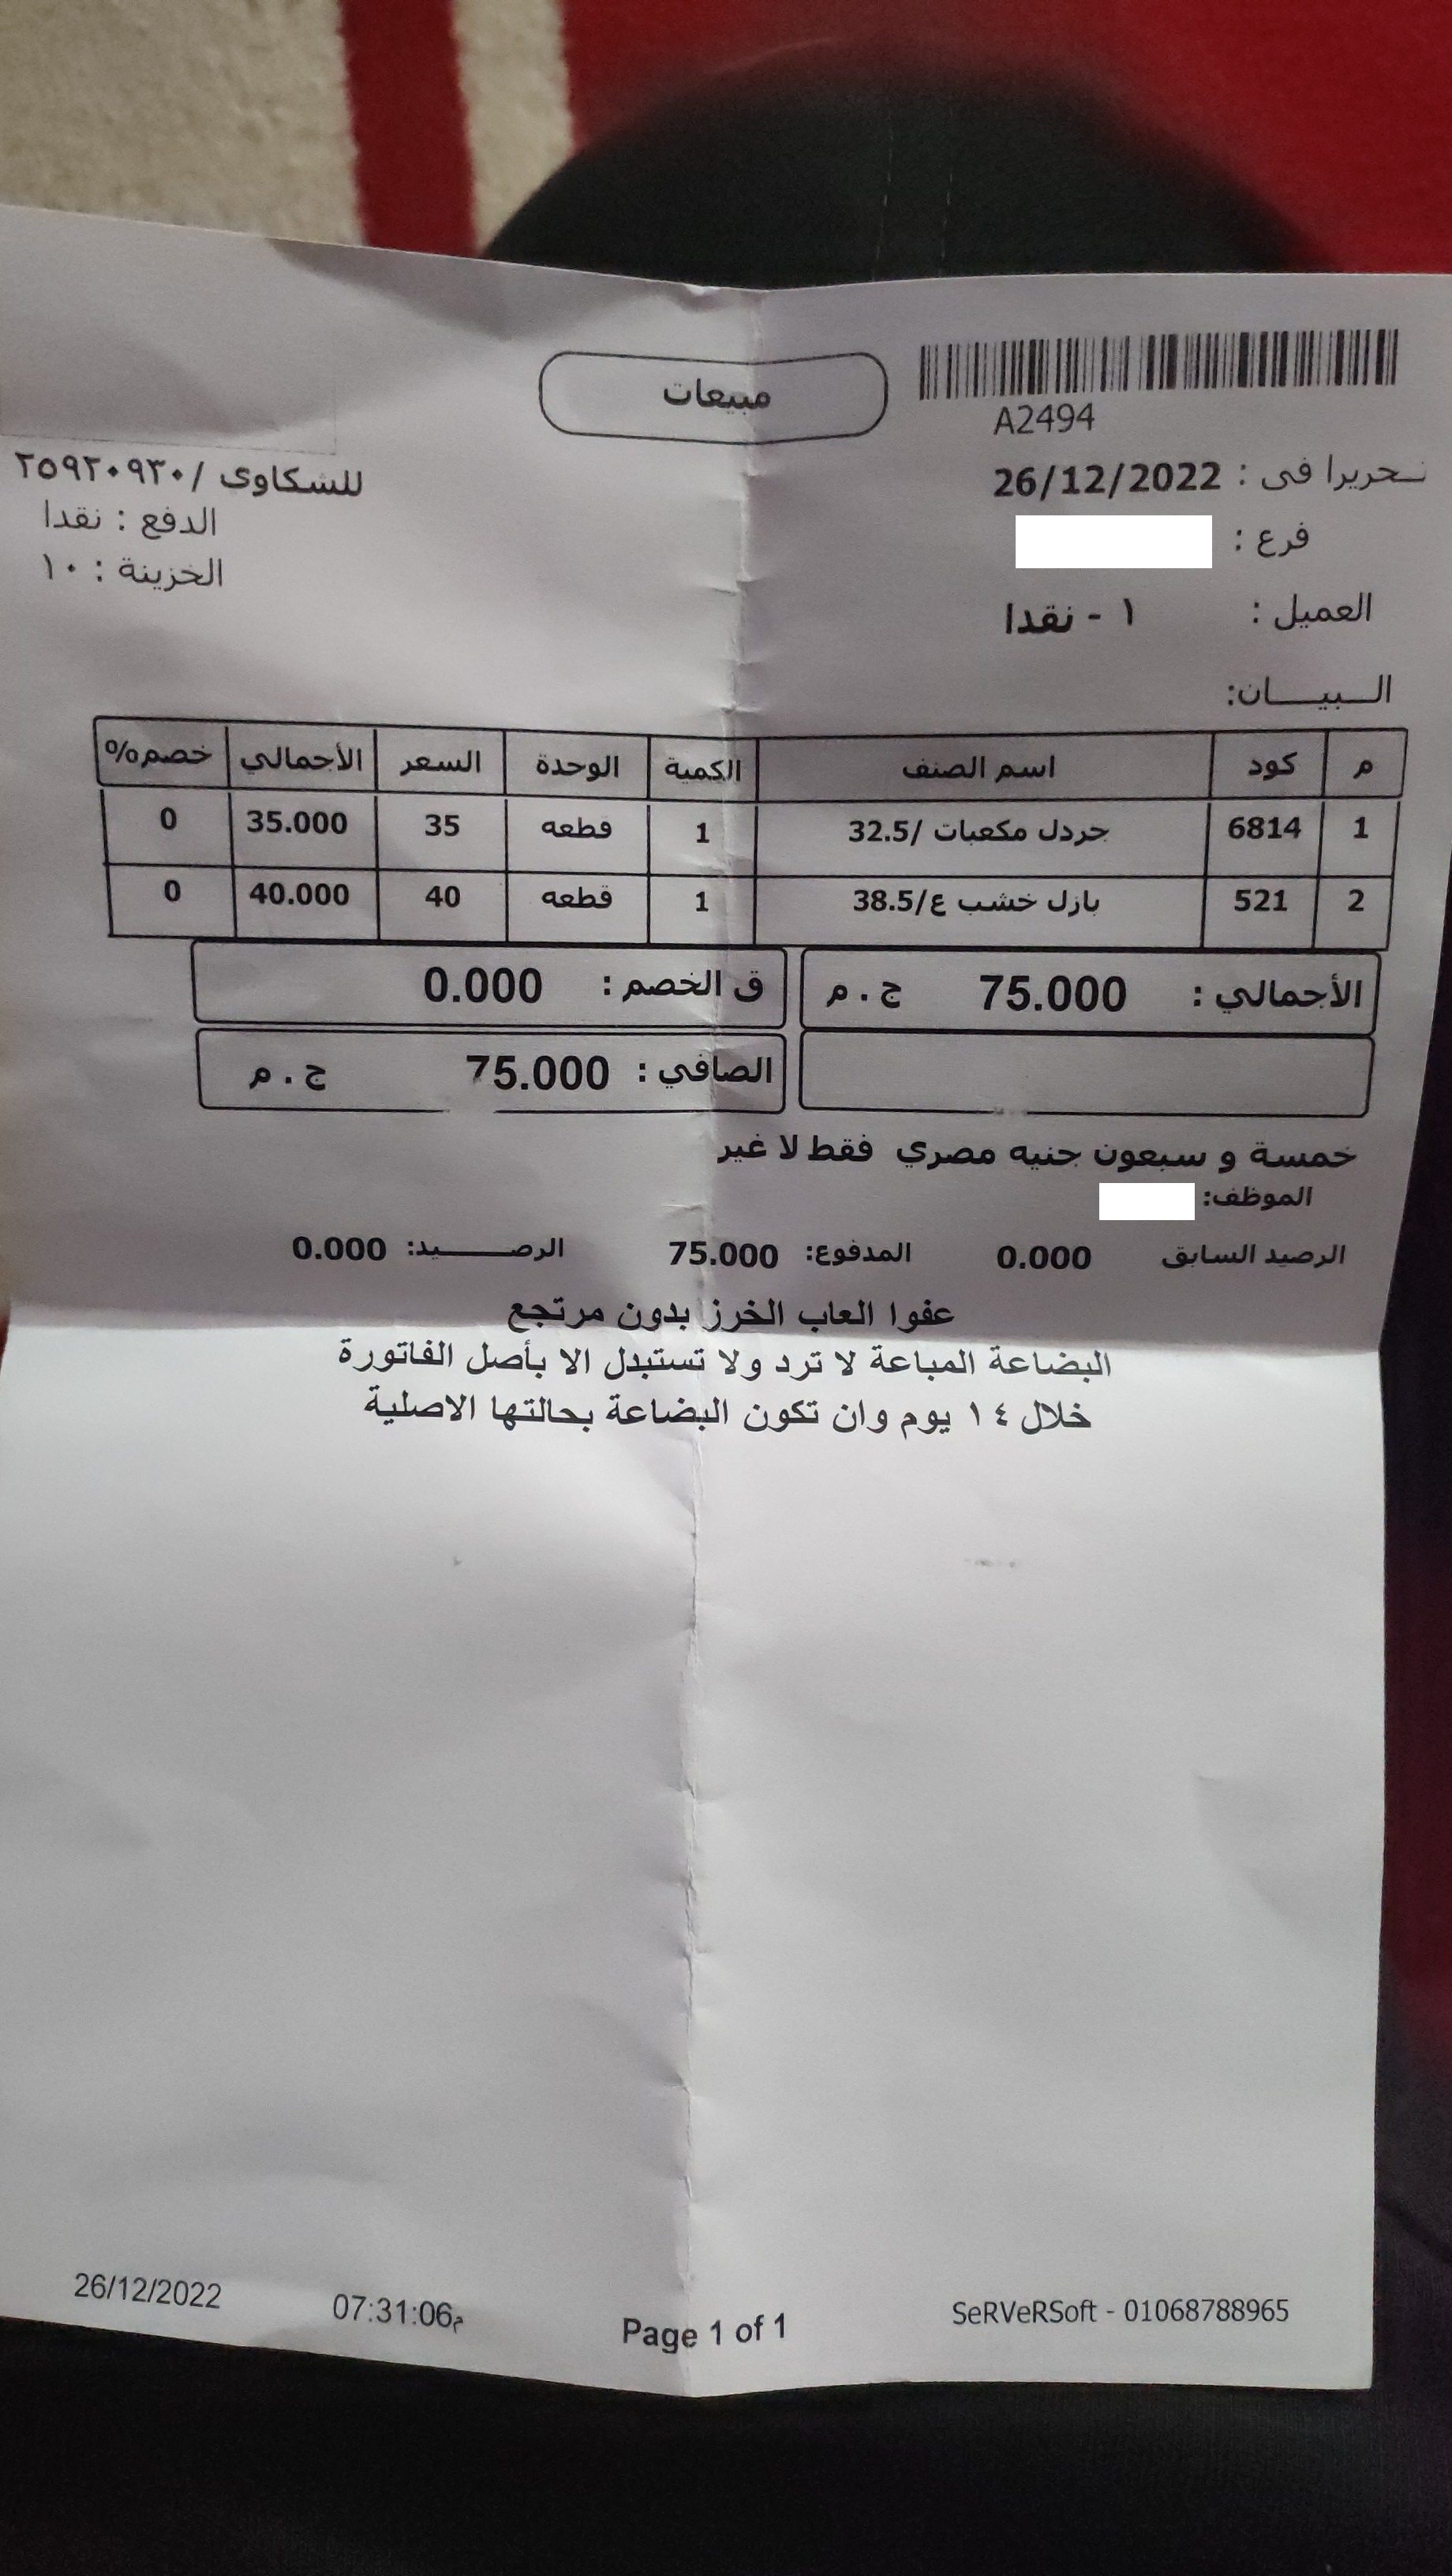 مبيعات
A2494
تحريرا فى : 26/12/2022
للشكاوى /٢٥٩٢٠٩٣٠
فرع :
الدفع : نقدا
العميل : ١ - نقدا
الخزينة : ١٠
البيــــان:
م كود اسم الصنف الكمية الوحدة السعر الأجمالي خصم%
1 6814 جردل مكعبات /32.5 1 قطعه 35 35.000 0
2 521 بازل خشب ع/38.5 1 قطعه 40 40.000 0
الأجمالي : 75.000 ج . م ق الخصم : 0.000
الصافي : 75.000 ج . م
خمسة و سبعون جنيه مصري فقط لا غير
الموظف:
الرصيد السابق 0.000 المدفوع: 75.000 الرصــــــيد: 0.000
عفوا العاب الخرز بدون مرتجع
البضاعة المباعة لا ترد ولا تستبدل الا بأصل الفاتورة
خلال ١٤ يوم وان تكون البضاعة بحالتها الاصلية
26/12/2022 07:31:06م Page 1 of 1 SeRVeRSoft - 01068788965